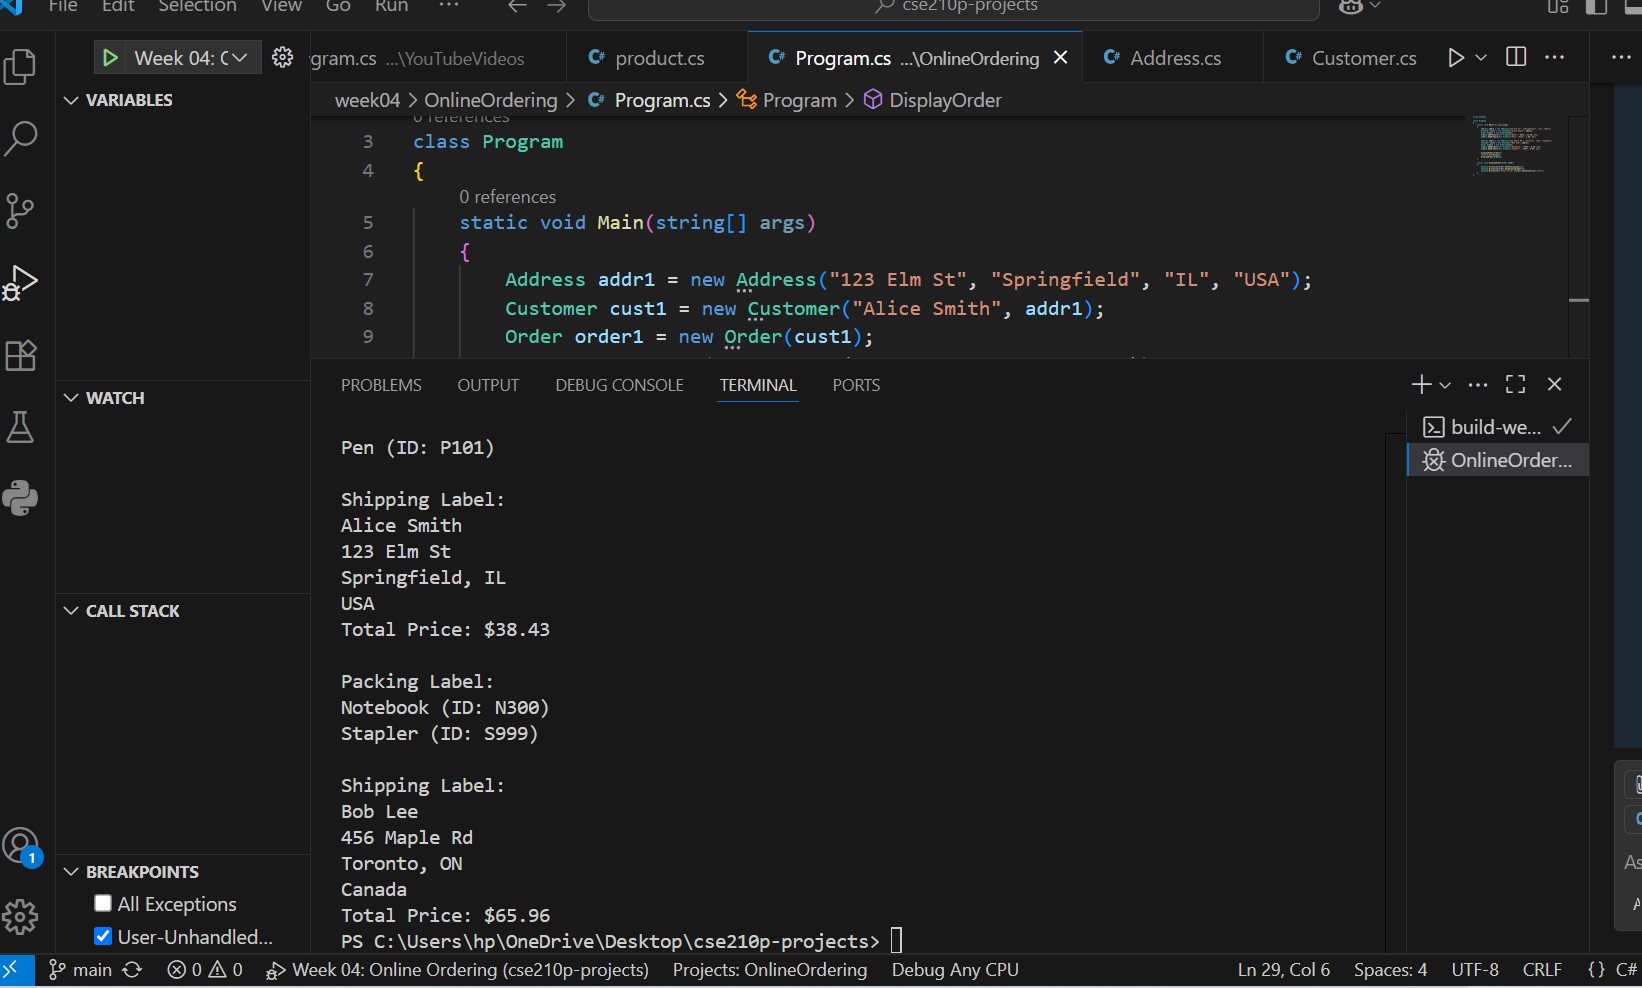 File Edit Selection View Go Run ... cse210p-projects
Week 04: C
gram.cs ...\YouTubeVideos
product.cs
Program.cs ...\OnlineOrdering
Address.cs
Customer.cs
VARIABLES
week04 > OnlineOrdering > Program.cs > Program > DisplayOrder
0 references
3 class Program
4 {
0 references
5 static void Main(string[] args)
6 {
7 Address addr1 = new Address("123 Elm St", "Springfield", "IL", "USA");
8 Customer cust1 = new Customer("Alice Smith", addr1);
9 Order order1 = new Order(cust1);
PROBLEMS OUTPUT DEBUG CONSOLE TERMINAL PORTS
WATCH
CALL STACK
BREAKPOINTS
All Exceptions
User-Unhandled...
Pen (ID: P101)
Shipping Label:
Alice Smith
123 Elm St
Springfield, IL
USA
Total Price: $38.43
Packing Label:
Notebook (ID: N300)
Stapler (ID: S999)
Shipping Label:
Bob Lee
456 Maple Rd
Toronto, ON
Canada
Total Price: $65.96
PS C:\Users\hp\OneDrive\Desktop\cse210p-projects>
build-we...
OnlineOrder...
As
A
1
main 0 0 Week 04: Online Ordering (cse210p-projects) Projects: OnlineOrdering Debug Any CPU Ln 29, Col 6 Spaces: 4 UTF-8 CRLF {} C#